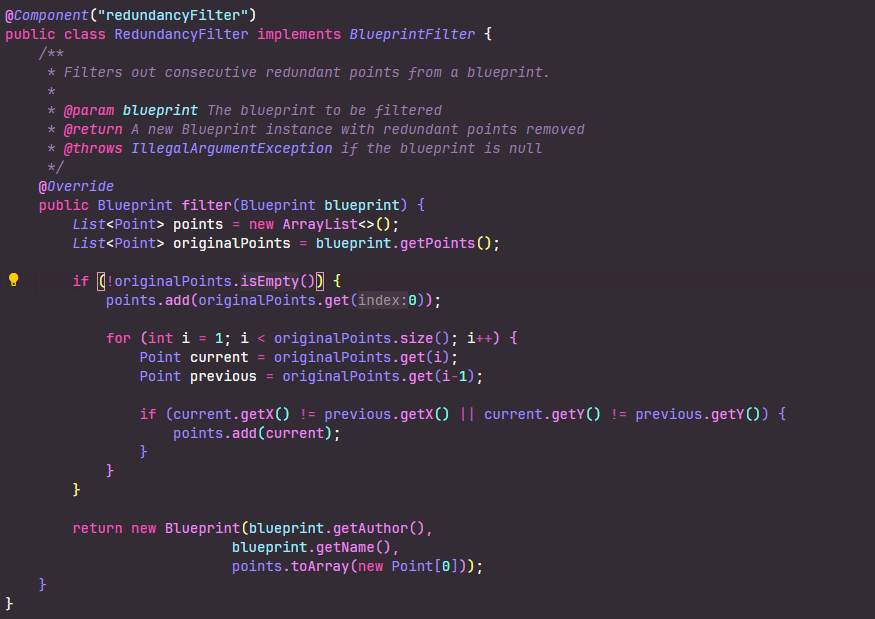 @Component("redundancyFilter")
public class RedundancyFilter implements BlueprintFilter {
    /**
     * Filters out consecutive redundant points from a blueprint.
     *
     * @param blueprint The blueprint to be filtered
     * @return A new Blueprint instance with redundant points removed
     * @throws IllegalArgumentException if the blueprint is null
     */
    @Override
    public Blueprint filter(Blueprint blueprint) {
        List<Point> points = new ArrayList<>();
        List<Point> originalPoints = blueprint.getPoints();

        if (!originalPoints.isEmpty()) {
            points.add(originalPoints.get(index:0));

            for (int i = 1; i < originalPoints.size(); i++) {
                Point current = originalPoints.get(i);
                Point previous = originalPoints.get(i-1);

                if (current.getX() != previous.getX() || current.getY() != previous.getY()) {
                    points.add(current);
                }
            }
        }

        return new Blueprint(blueprint.getAuthor(),
                           blueprint.getName(),
                           points.toArray(new Point[0]));
    }
}